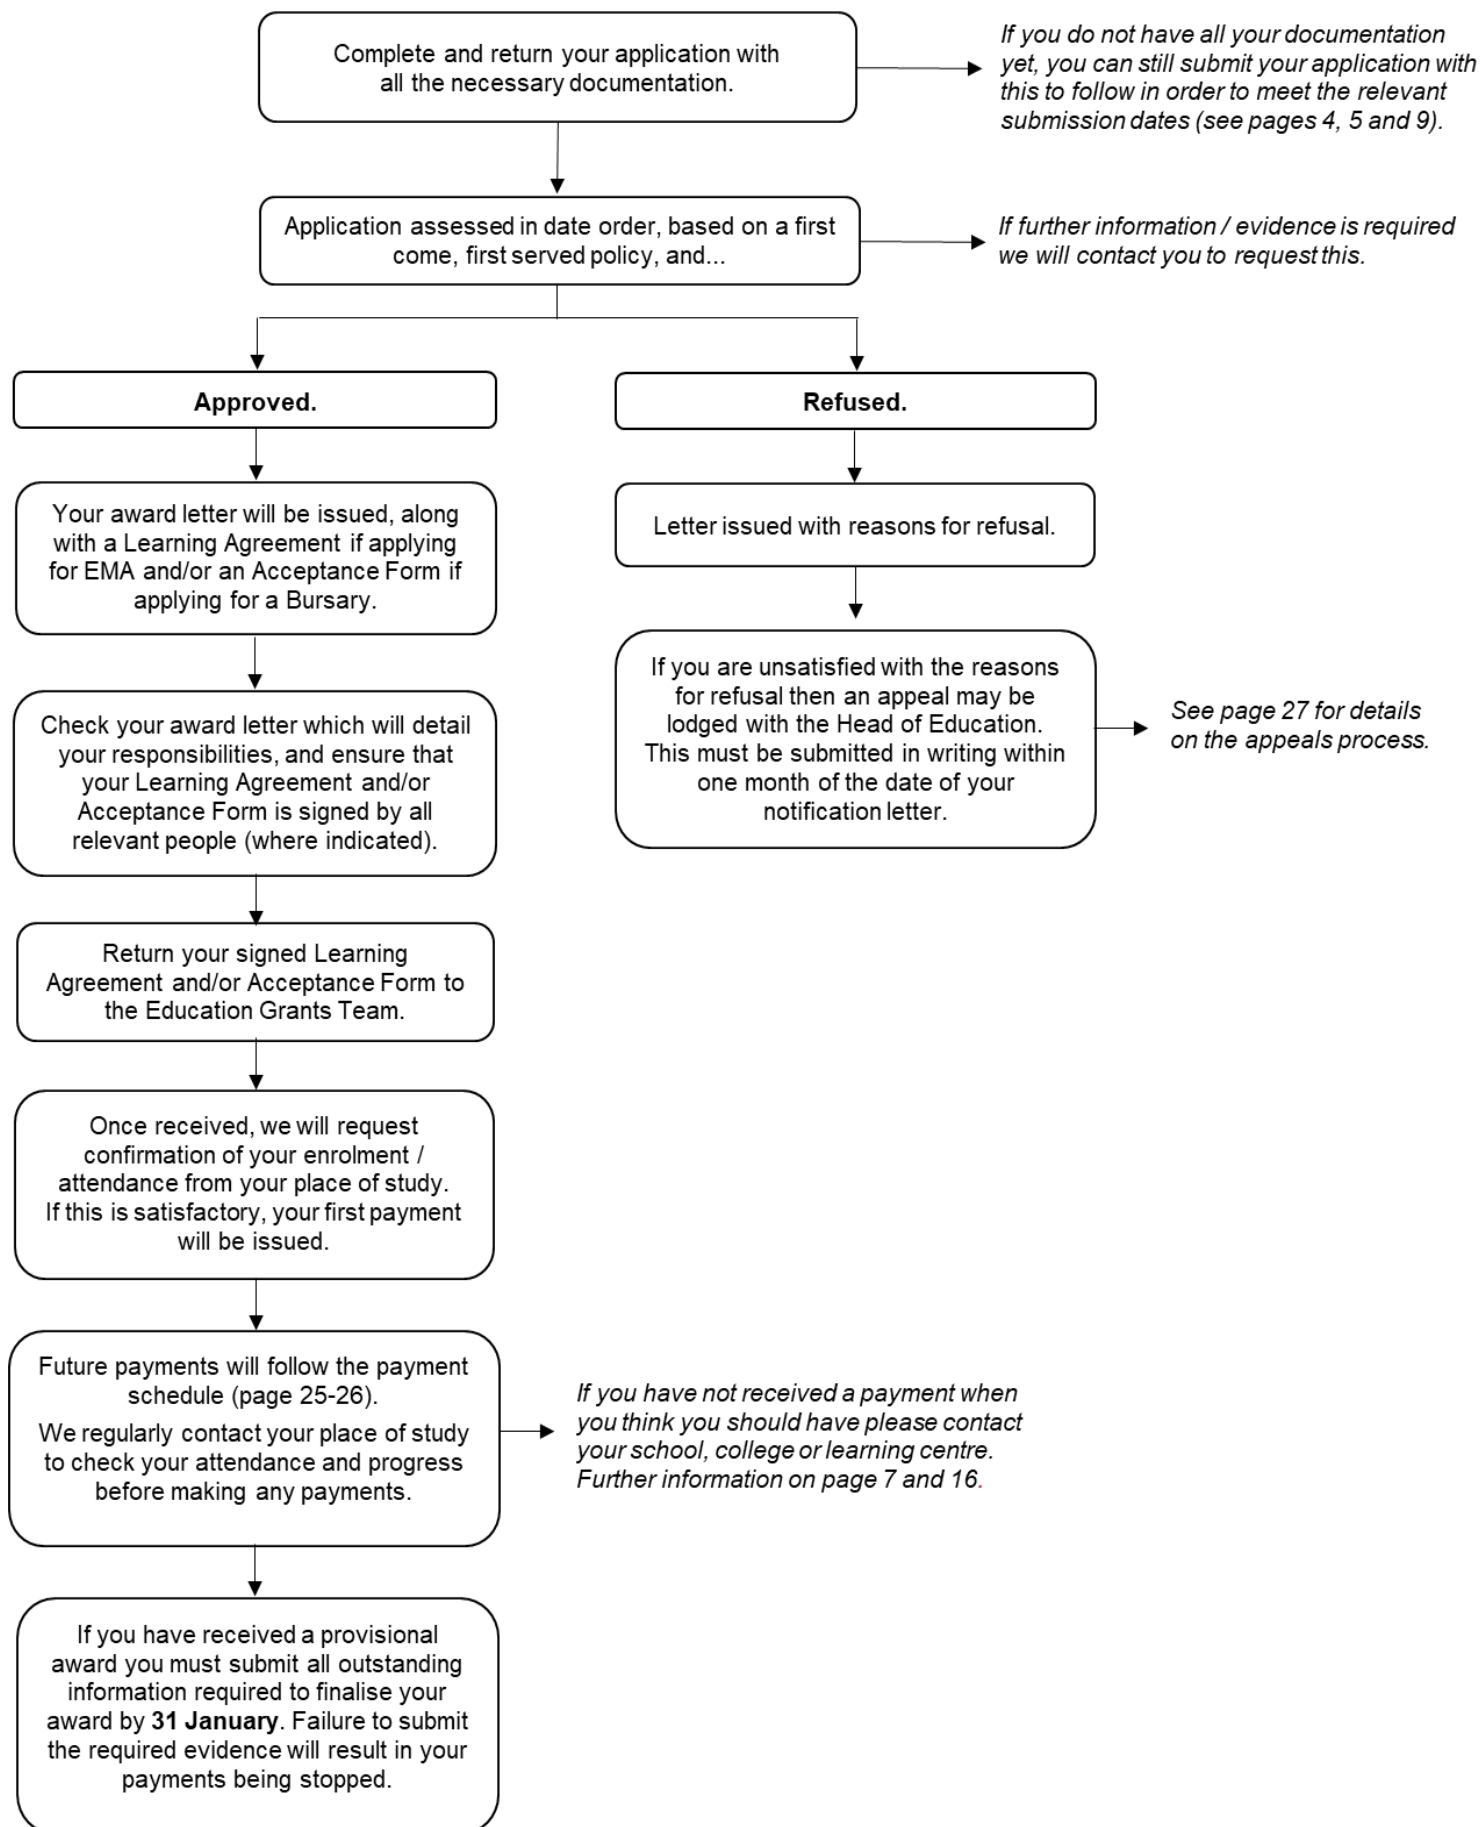 Complete and return your application with
all the necessary documentation.
If you do not have all your documentation
yet, you can still submit your application with
this to follow in order to meet the relevant
submission dates (see pages 4, 5 and 9).
Application assessed in date order, based on a first
come, first served policy, and...
If further information / evidence is required
we will contact you to request this.
Approved.
Refused.
Your award letter will be issued, along
with a Learning Agreement if applying
for EMA and/or an Acceptance Form if
applying for a Bursary.
Letter issued with reasons for refusal.
Check your award letter which will detail
your responsibilities, and ensure that
your Learning Agreement and/or
Acceptance Form is signed by all
relevant people (where indicated).
If you are unsatisfied with the reasons
for refusal then an appeal may be
lodged with the Head of Education.
This must be submitted in writing within
one month of the date of your
notification letter.
See page 27 for details
on the appeals process.
Return your signed Learning
Agreement and/or Acceptance Form to
the Education Grants Team.
Once received, we will request
confirmation of your enrolment /
attendance from your place of study.
If this is satisfactory, your first payment
will be issued.
Future payments will follow the payment
schedule (page 25-26).
We regularly contact your place of study
to check your attendance and progress
before making any payments.
If you have not received a payment when
you think you should have please contact
your school, college or learning centre.
Further information on page 7 and 16.
If you have received a provisional
award you must submit all outstanding
information required to finalise your
award by 31 January. Failure to submit
the required evidence will result in your
payments being stopped.